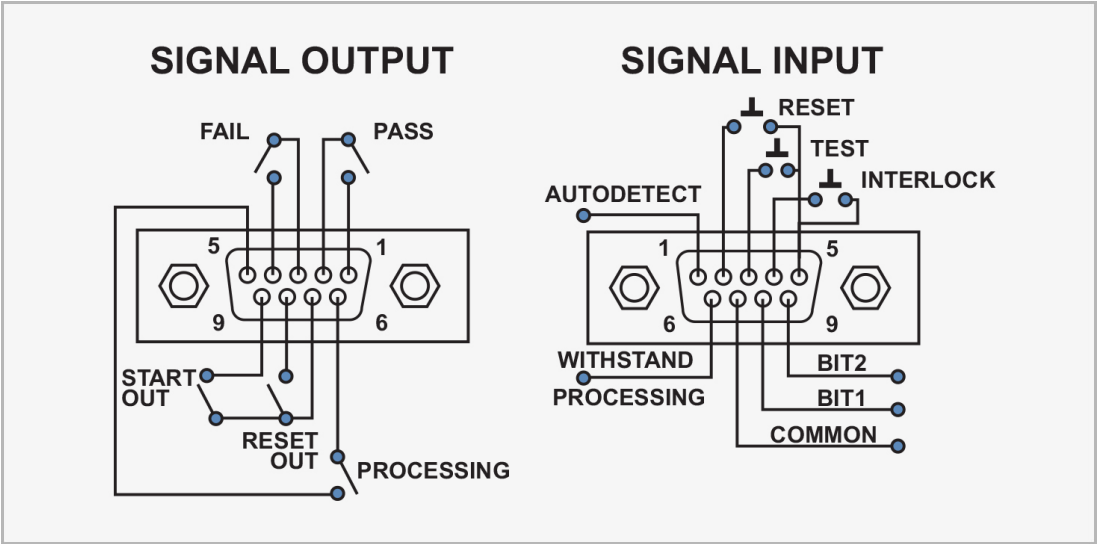 SIGNAL OUTPUT
FAIL
PASS
5
1
9
6
START
OUT
RESET
OUT
PROCESSING
SIGNAL INPUT
RESET
TEST
INTERLOCK
AUTODETECT
1
5
6
9
WITHSTAND
PROCESSING
BIT2
BIT1
COMMON